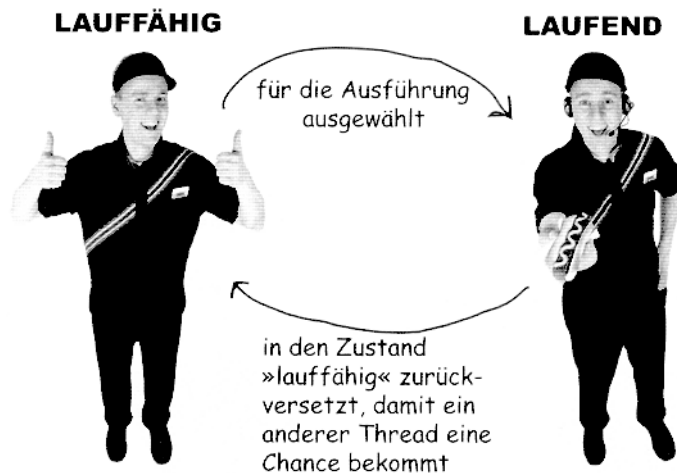 LAUFFÄHIG
LAUFEND
für die Ausführung
ausgewählt
in den Zustand
»lauffähig« zurück-
versetzt, damit ein
anderer Thread eine
Chance bekommt